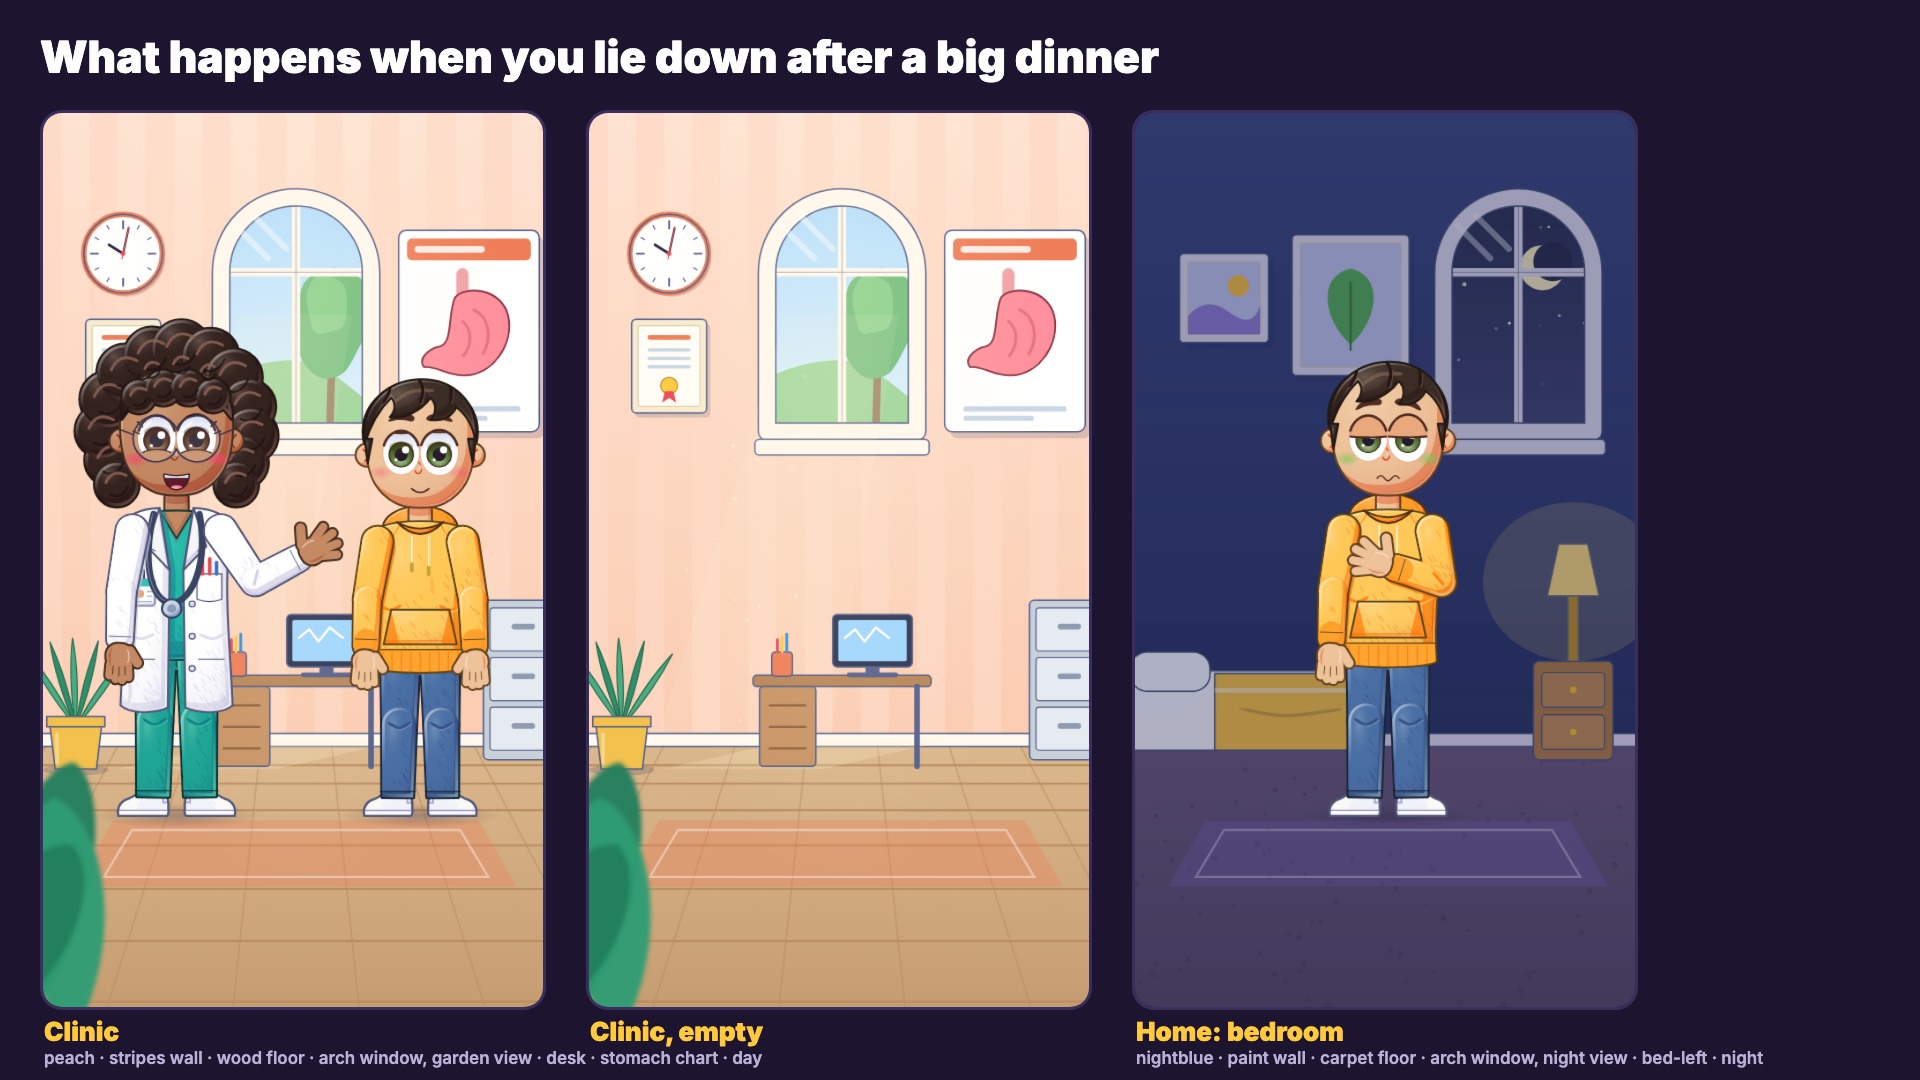 What happens when you lie down after a big dinner
Clinic
peach · stripes wall · wood floor · arch window, garden view · desk · stomach chart · day
Clinic, empty
Home: bedroom
nightblue · paint wall · carpet floor · arch window, night view · bed-left · night